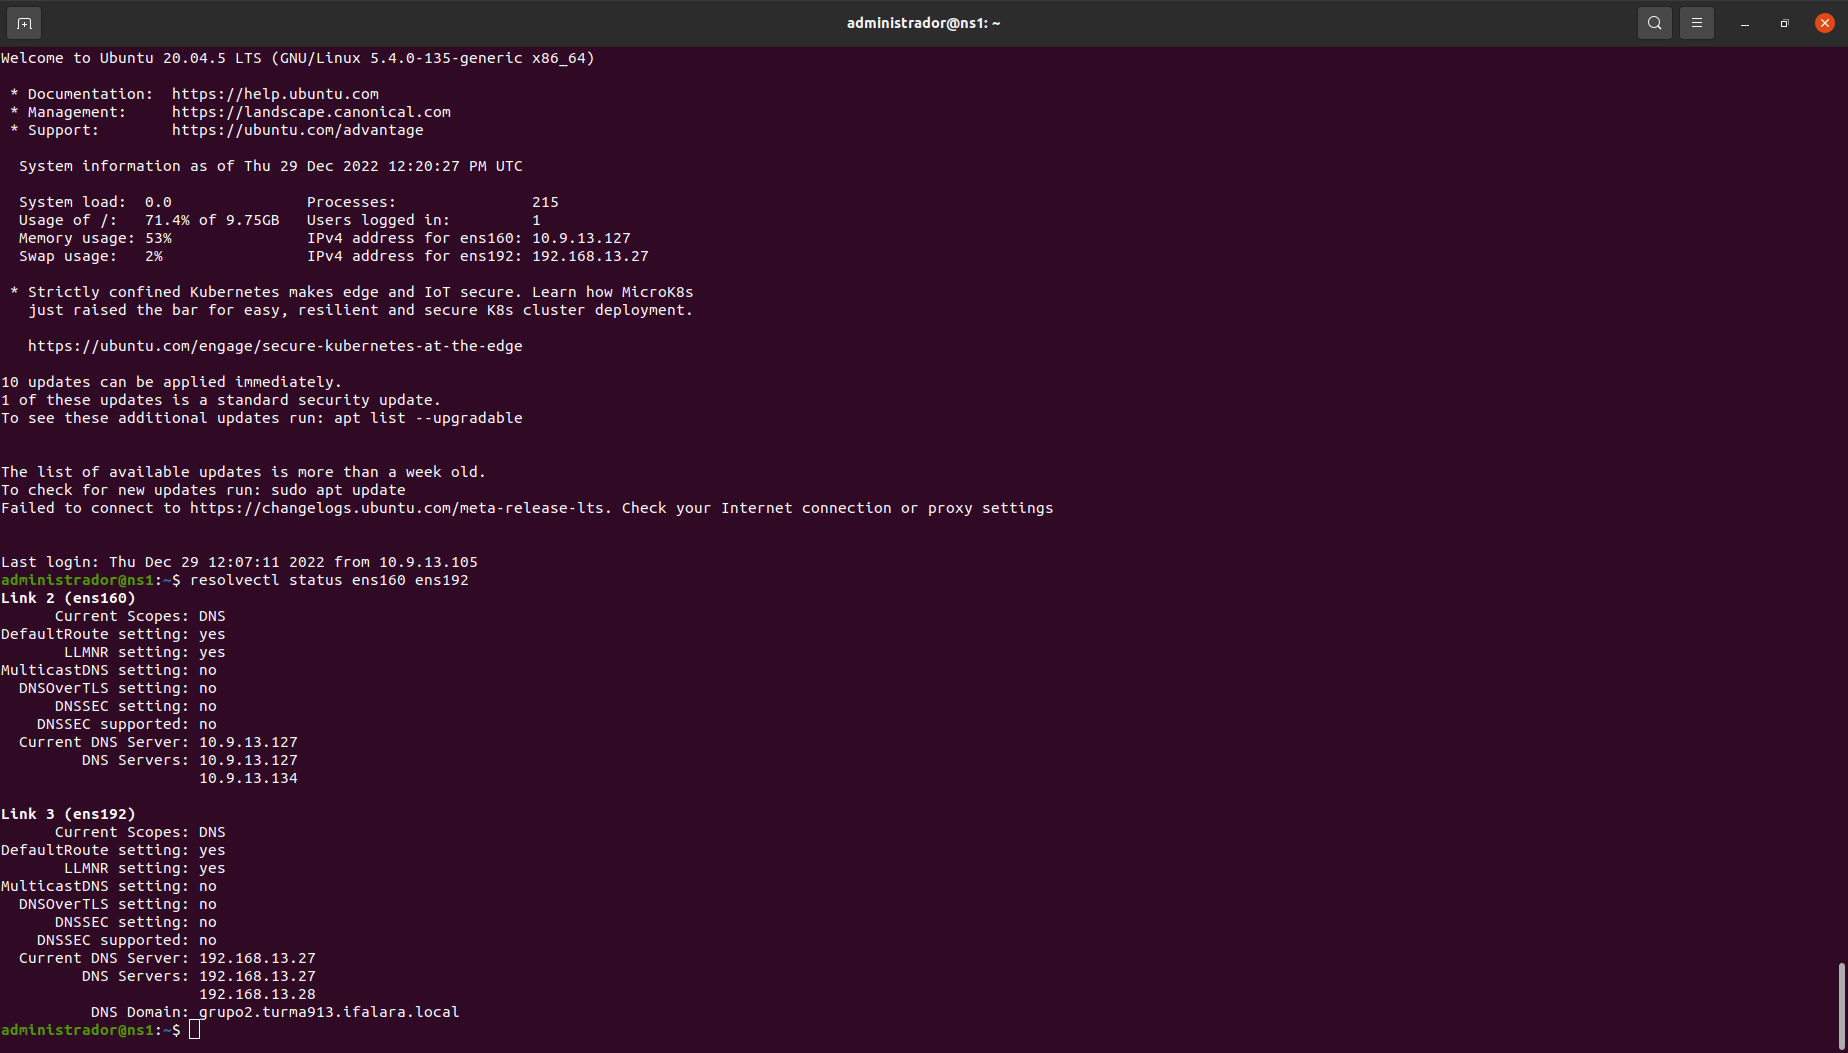 administrador@ns1: ~
Welcome to Ubuntu 20.04.5 LTS (GNU/Linux 5.4.0-135-generic x86_64)
* Documentation:  https://help.ubuntu.com
* Management:     https://landscape.canonical.com
* Support:        https://ubuntu.com/advantage
System information as of Thu 29 Dec 2022 12:20:27 PM UTC
System load:  0.0               Processes:               215
Usage of /:   71.4% of 9.75GB   Users logged in:         1
Memory usage: 53%               IPv4 address for ens160: 10.9.13.127
Swap usage:   2%                IPv4 address for ens192: 192.168.13.27
* Strictly confined Kubernetes makes edge and IoT secure. Learn how MicroK8s
just raised the bar for easy, resilient and secure K8s cluster deployment.
https://ubuntu.com/engage/secure-kubernetes-at-the-edge
10 updates can be applied immediately.
1 of these updates is a standard security update.
To see these additional updates run: apt list --upgradable
The list of available updates is more than a week old.
To check for new updates run: sudo apt update
Failed to connect to https://changelogs.ubuntu.com/meta-release-lts. Check your Internet connection or proxy settings
Last login: Thu Dec 29 12:07:11 2022 from 10.9.13.105
administrador@ns1:~$ resolvectl status ens160 ens192
Link 2 (ens160)
Current Scopes: DNS
DefaultRoute setting: yes
LLMNR setting: yes
MulticastDNS setting: no
DNSOverTLS setting: no
DNSSEC setting: no
DNSSEC supported: no
Current DNS Server: 10.9.13.127
DNS Servers: 10.9.13.127
10.9.13.134
Link 3 (ens192)
Current Scopes: DNS
DefaultRoute setting: yes
LLMNR setting: yes
MulticastDNS setting: no
DNSOverTLS setting: no
DNSSEC setting: no
DNSSEC supported: no
Current DNS Server: 192.168.13.27
DNS Servers: 192.168.13.27
192.168.13.28
DNS Domain: grupo2.turma913.ifalara.local
administrador@ns1:~$